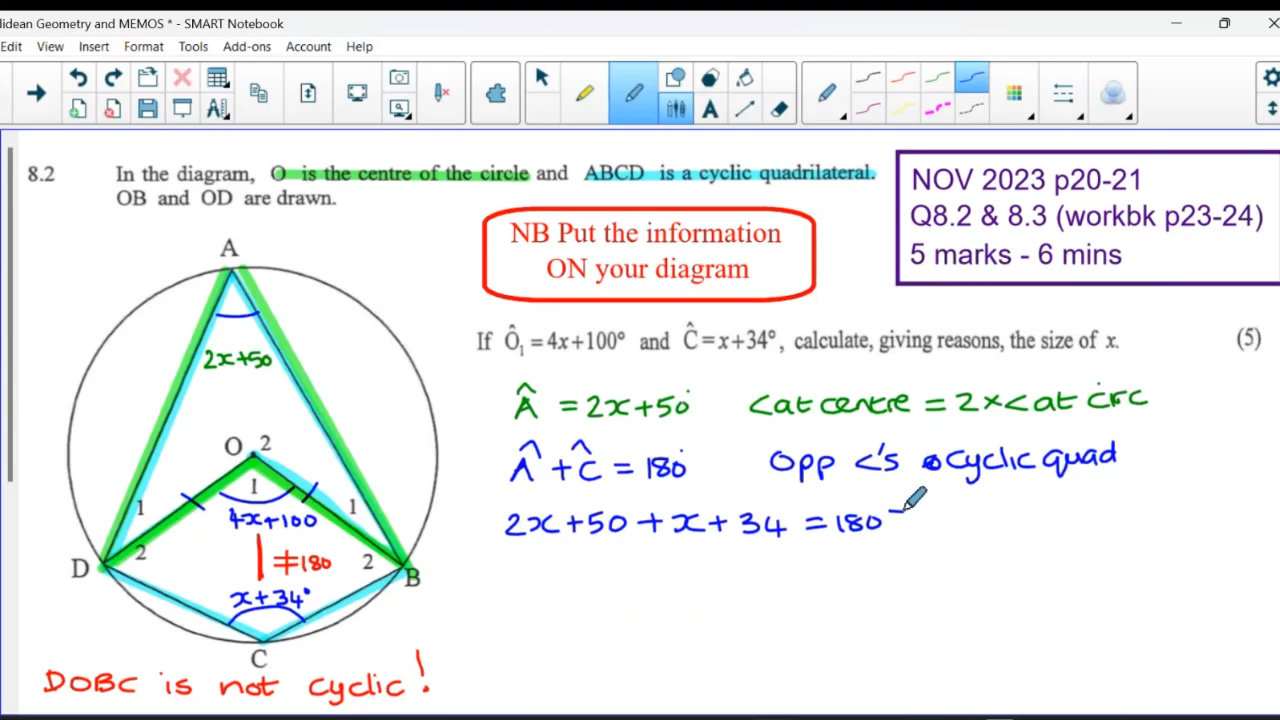 lidean Geometry and MEMOS * - SMART Notebook
Edit View Insert Format Tools Add-ons Account Help
8.2 In the diagram, O is the centre of the circle and ABCD is a cyclic quadrilateral.
OB and OD are drawn.
NOV 2023 p20-21
Q8.2 & 8.3 (workbk p23-24)
5 marks - 6 mins
NB Put the information
ON your diagram
If Ô₁ = 4x+100° and Ĉ = x+34°, calculate, giving reasons, the size of x. (5)
A
2x+50
O 2
1
1 1
4x+100
D 2 2 B
≠180
x+34°
C
DOBC is not cyclic!
Â = 2x+50° <at centre = 2x<at circ
Â + Ĉ = 180° Opp <'s cyclic quad
2x+50 + x+34 = 180